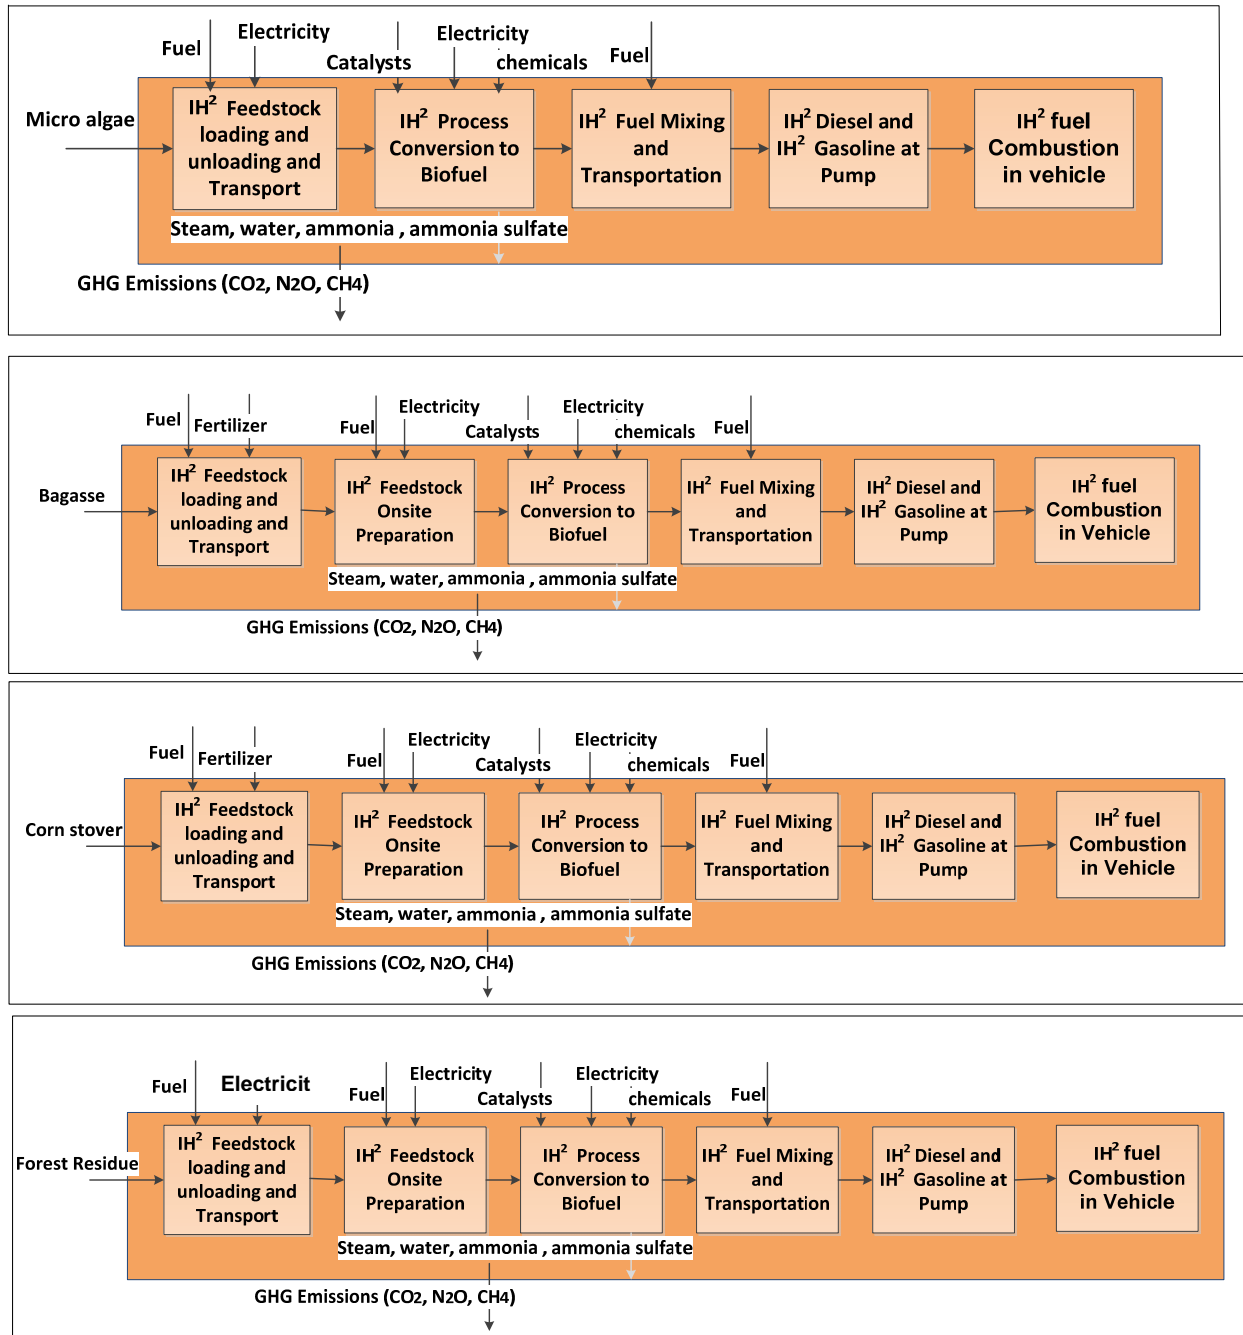 Fuel
Electricity
Catalysts
Electricity
chemicals
Fuel
Micro algae
IH² Feedstock
loading and
unloading and
Transport
IH² Process
Conversion to
Biofuel
IH² Fuel Mixing
and
Transportation
IH² Diesel and
IH² Gasoline at
Pump
IH² fuel
Combustion
in vehicle
Steam, water, ammonia , ammonia sulfate
GHG Emissions (CO2, N2O, CH4)
Fuel
Fertilizer
Fuel
Electricity
Catalysts
Electricity
chemicals
Fuel
Bagasse
IH² Feedstock
loading and
unloading and
Transport
IH² Feedstock
Onsite
Preparation
IH² Process
Conversion to
Biofuel
IH² Fuel Mixing
and
Transportation
IH² Diesel and
IH² Gasoline at
Pump
IH² fuel
Combustion
in Vehicle
Steam, water, ammonia , ammonia sulfate
GHG Emissions (CO2, N2O, CH4)
Fuel
Fertilizer
Fuel
Electricity
Catalysts
Electricity
chemicals
Fuel
Corn stover
IH² Feedstock
loading and
unloading and
Transport
IH² Feedstock
Onsite
Preparation
IH² Process
Conversion to
Biofuel
IH² Fuel Mixing
and
Transportation
IH² Diesel and
IH² Gasoline at
Pump
IH² fuel
Combustion
in Vehicle
Steam, water, ammonia , ammonia sulfate
GHG Emissions (CO2, N2O, CH4)
Fuel
Electricit
Fuel
Electricity
Catalysts
Electricity
chemicals
Fuel
Forest Residue
IH² Feedstock
loading and
unloading and
Transport
IH² Feedstock
Onsite
Preparation
IH² Process
Conversion to
Biofuel
IH² Fuel Mixing
and
Transportation
IH² Diesel and
IH² Gasoline at
Pump
IH² fuel
Combustion
in Vehicle
Steam, water, ammonia , ammonia sulfate
GHG Emissions (CO2, N2O, CH4)